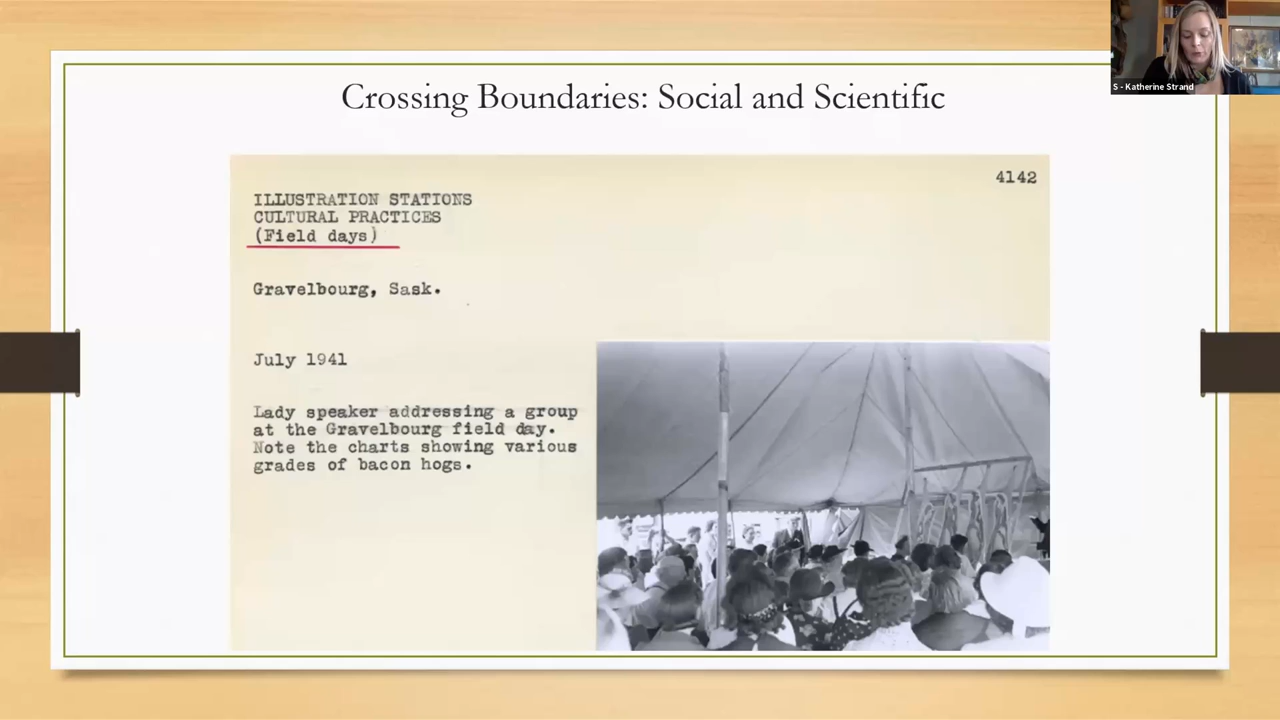 Crossing Boundaries: Social and Scientific
S - Katherine Strand
4142
ILLUSTRATION STATIONS
CULTURAL PRACTICES
(Field days)
Gravelbourg, Sask.
July 1941
Lady speaker addressing a group
at the Gravelbourg field day.
Note the charts showing various
grades of bacon hogs.